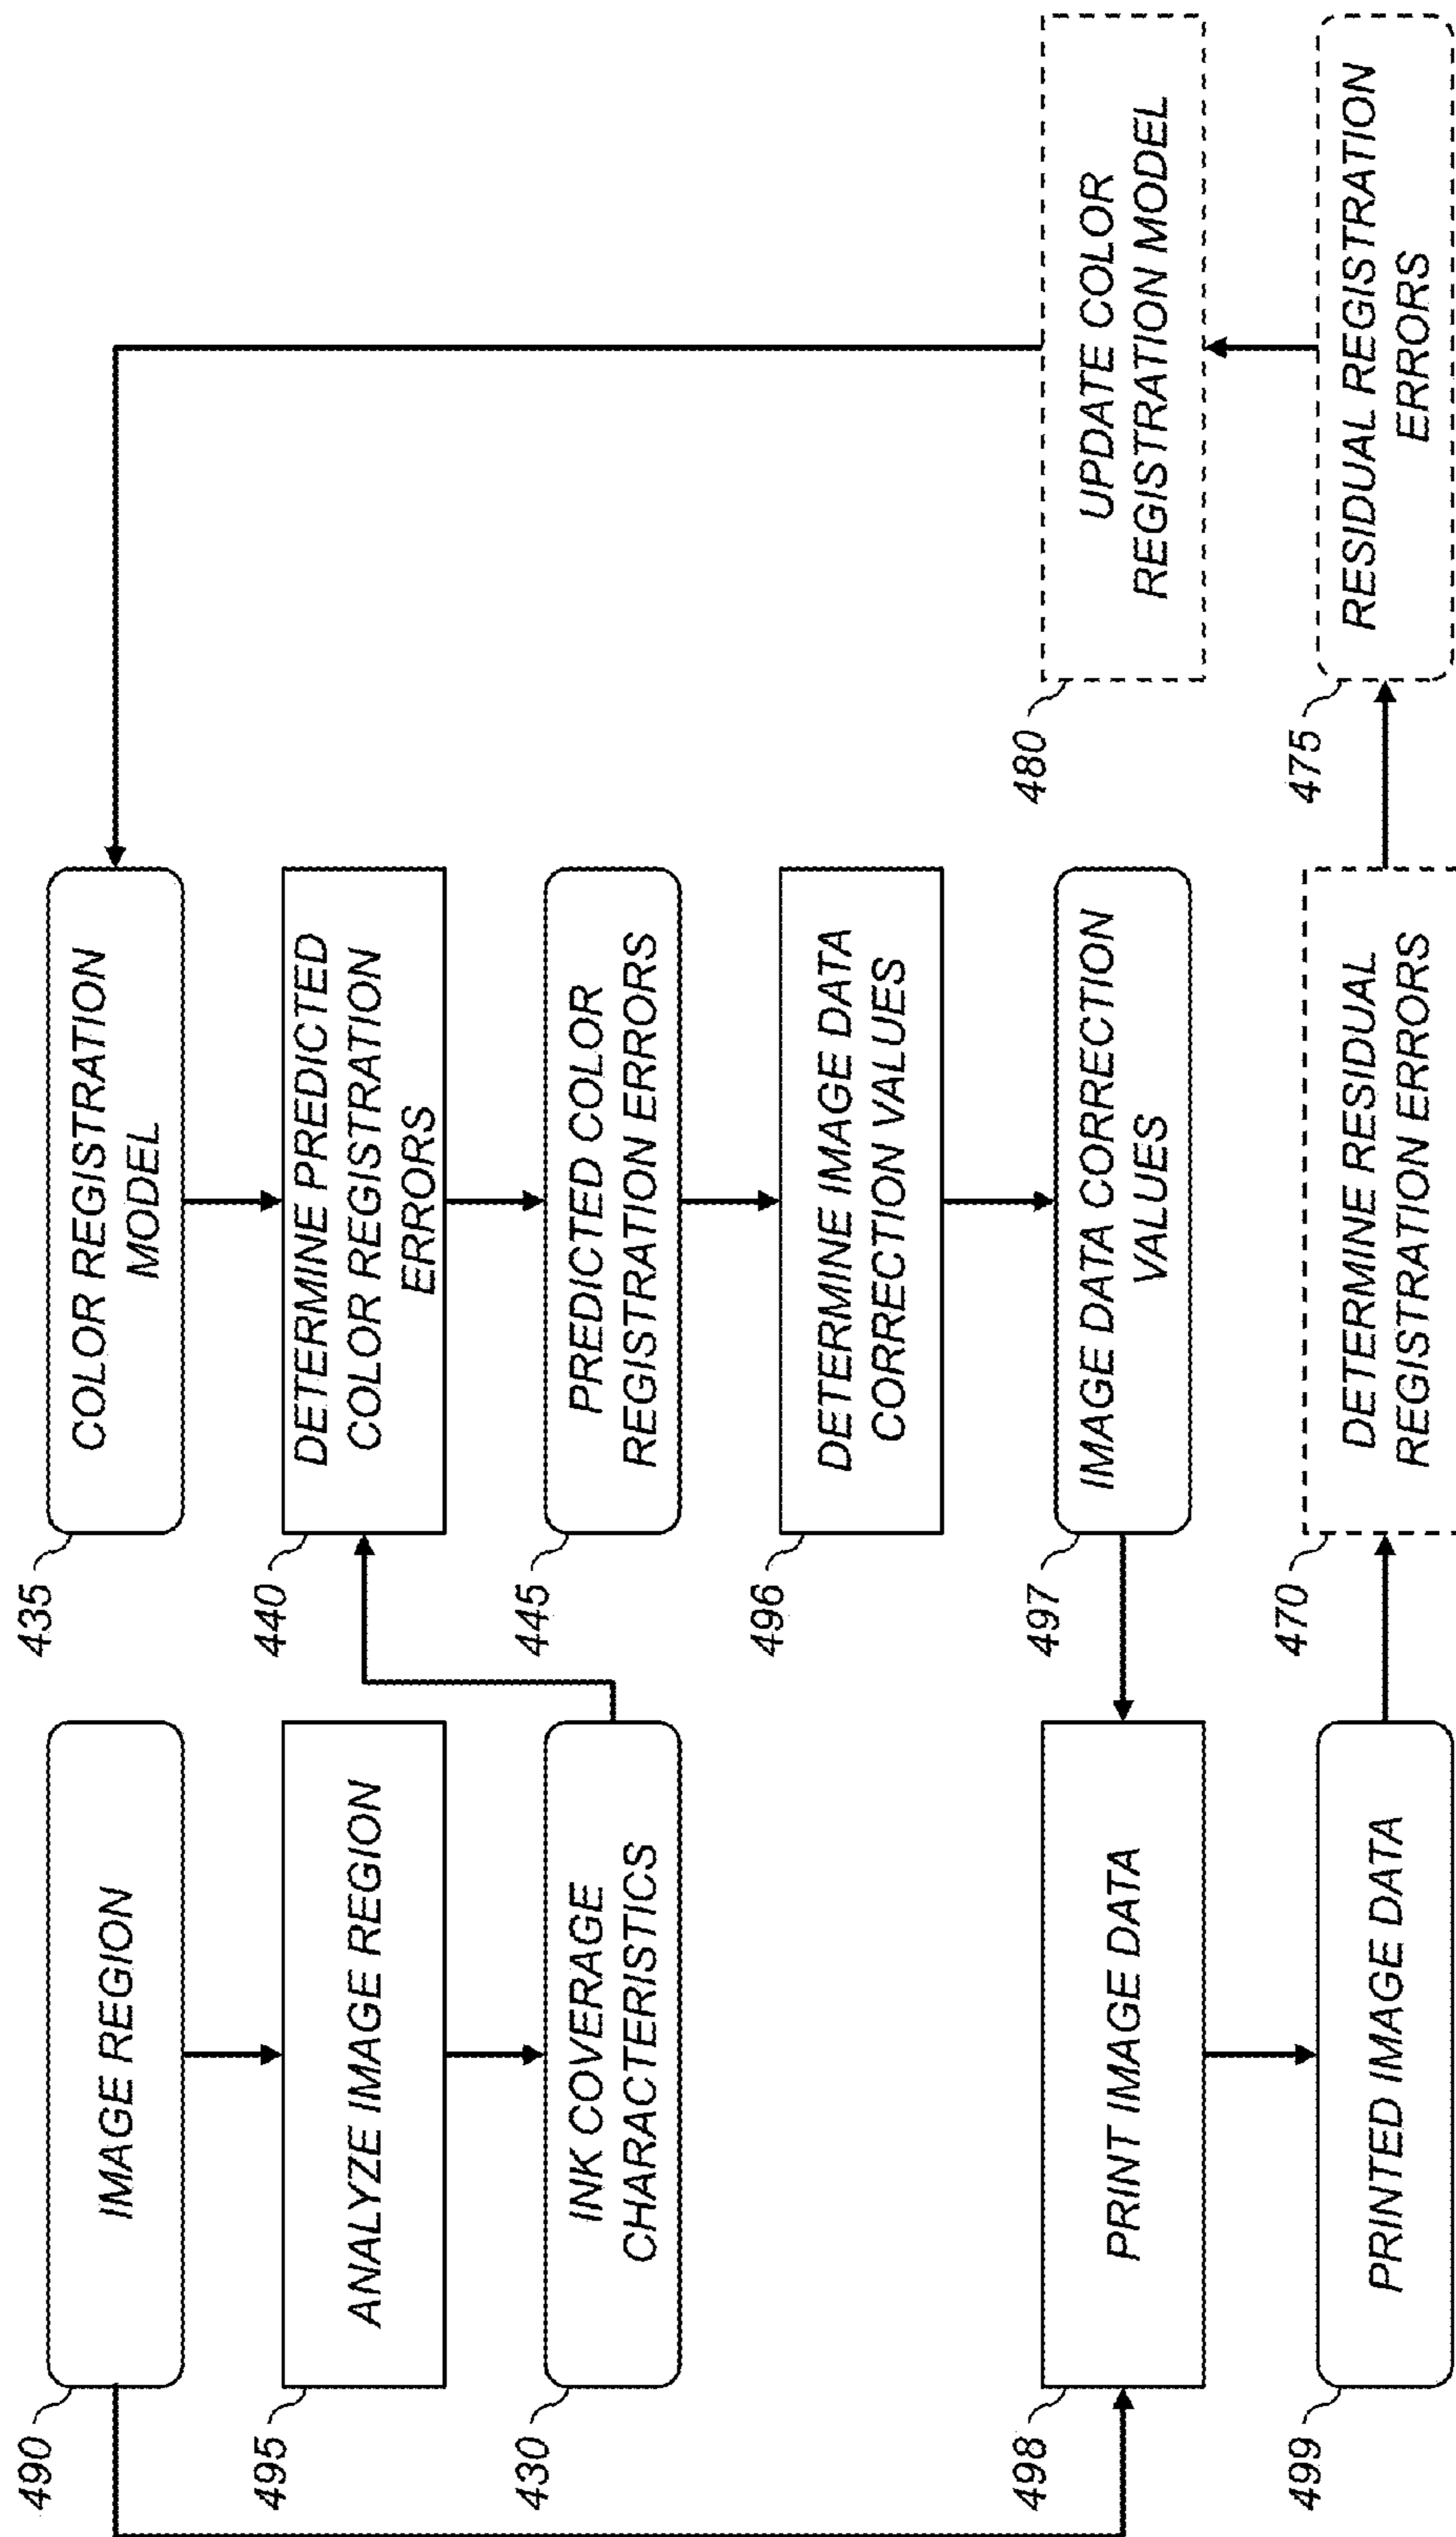 490
IMAGE REGION
495
ANALYZE IMAGE REGION
430
INK COVERAGE
CHARACTERISTICS
498
PRINT IMAGE DATA
499
PRINTED IMAGE DATA
435
COLOR REGISTRATION
MODEL
440
DETERMINE PREDICTED
COLOR REGISTRATION
ERRORS
445
PREDICTED COLOR
REGISTRATION ERRORS
496
DETERMINE IMAGE DATA
CORRECTION VALUES
497
IMAGE DATA CORRECTION
VALUES
470
DETERMINE RESIDUAL
REGISTRATION ERRORS
480
UPDATE COLOR
REGISTRATION MODEL
475
RESIDUAL REGISTRATION
ERRORS